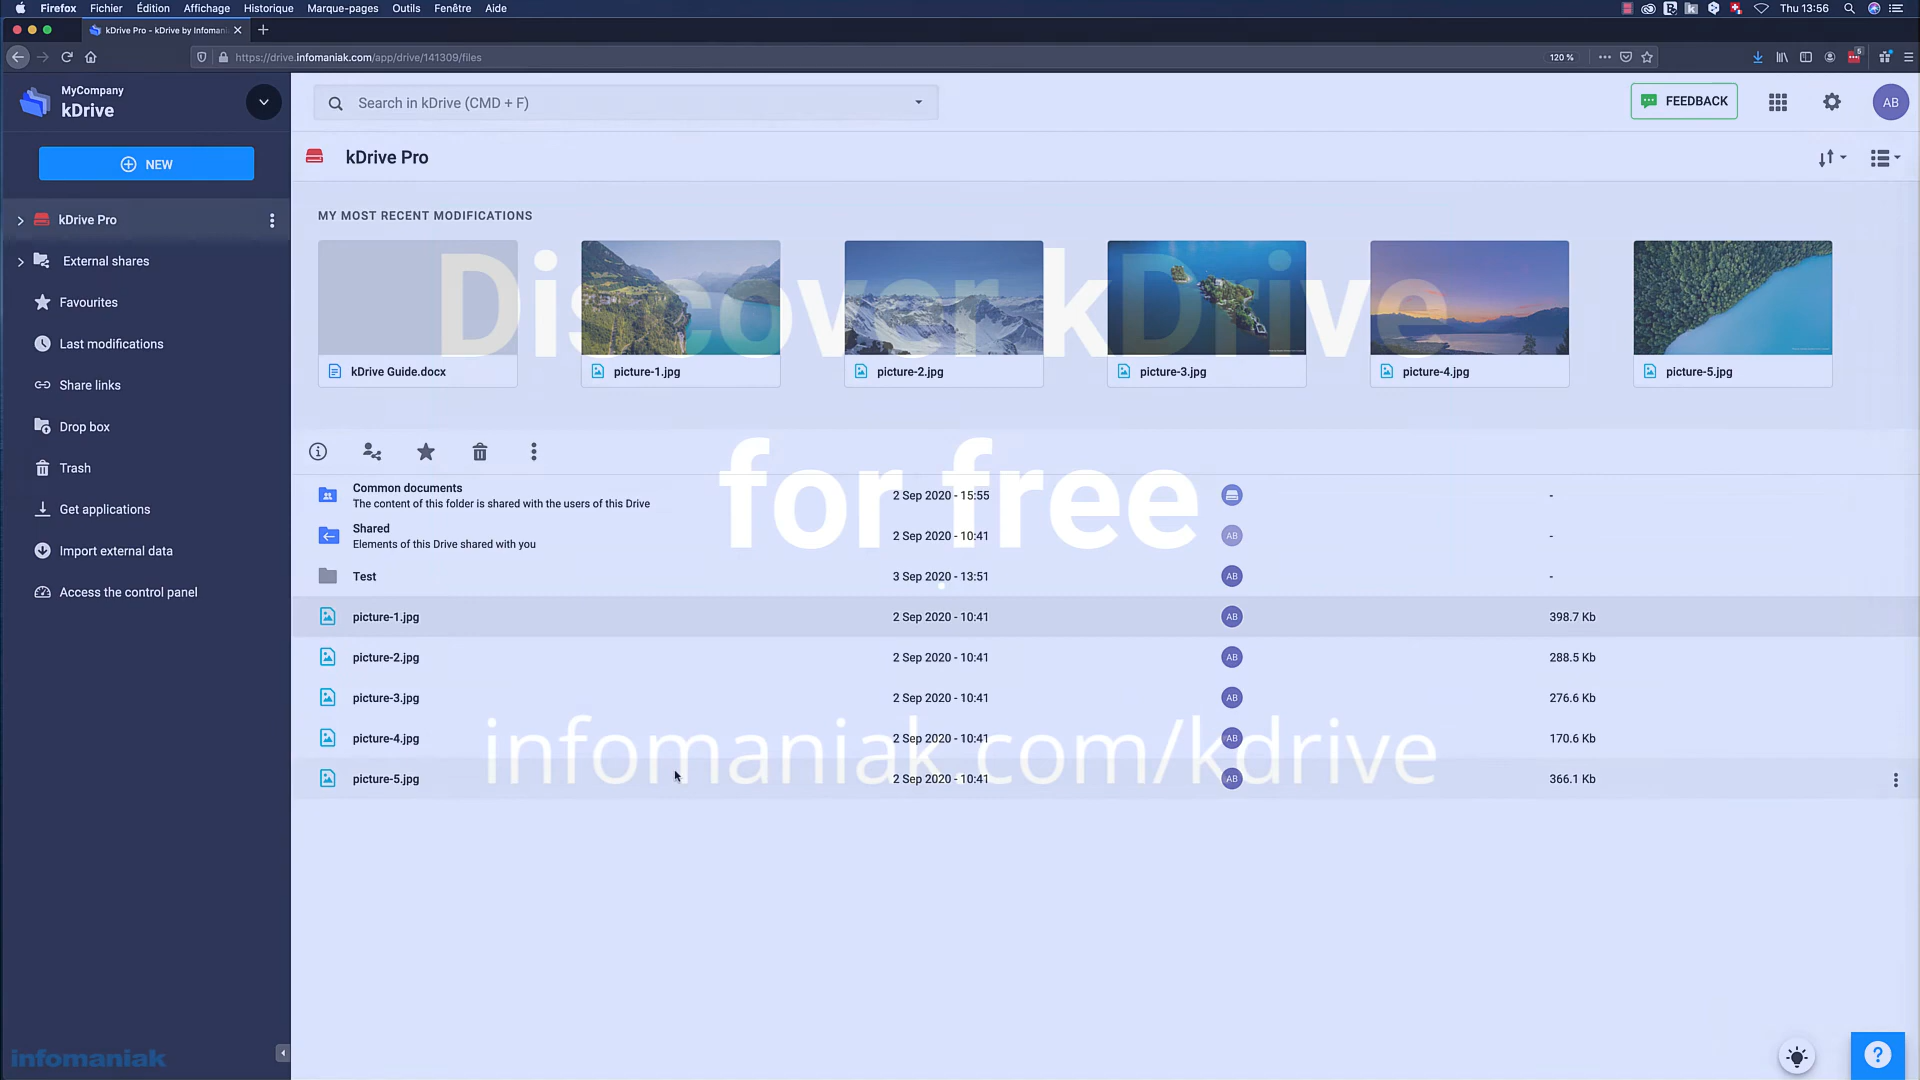 Firefox Fichier Édition Affichage Historique Marque-pages Outils Fenêtre Aide
Thu 13:56
kDrive Pro - kDrive by Infoman
https://drive.infomaniak.com/app/drive/141309/files
120 %
5
MyCompany
kDrive
Search in kDrive (CMD + F)
FEEDBACK
AB
NEW
kDrive Pro
External shares
Favourites
Last modifications
Share links
Drop box
Trash
Get applications
Import external data
Access the control panel
infomaniak
kDrive Pro
MY MOST RECENT MODIFICATIONS
Discover kDrive
kDrive Guide.docx
picture-1.jpg
picture-2.jpg
picture-3.jpg
picture-4.jpg
picture-5.jpg
for free
Common documents
The content of this folder is shared with the users of this Drive
2 Sep 2020 - 15:55
-
Shared
Elements of this Drive shared with you
2 Sep 2020 - 10:41
AB
-
Test
3 Sep 2020 - 13:51
AB
-
picture-1.jpg
2 Sep 2020 - 10:41
AB
398.7 Kb
picture-2.jpg
2 Sep 2020 - 10:41
AB
288.5 Kb
picture-3.jpg
2 Sep 2020 - 10:41
AB
276.6 Kb
picture-4.jpg
2 Sep 2020 - 10:41
AB
170.6 Kb
infomaniak.com/kdrive
picture-5.jpg
2 Sep 2020 - 10:41
AB
366.1 Kb
?